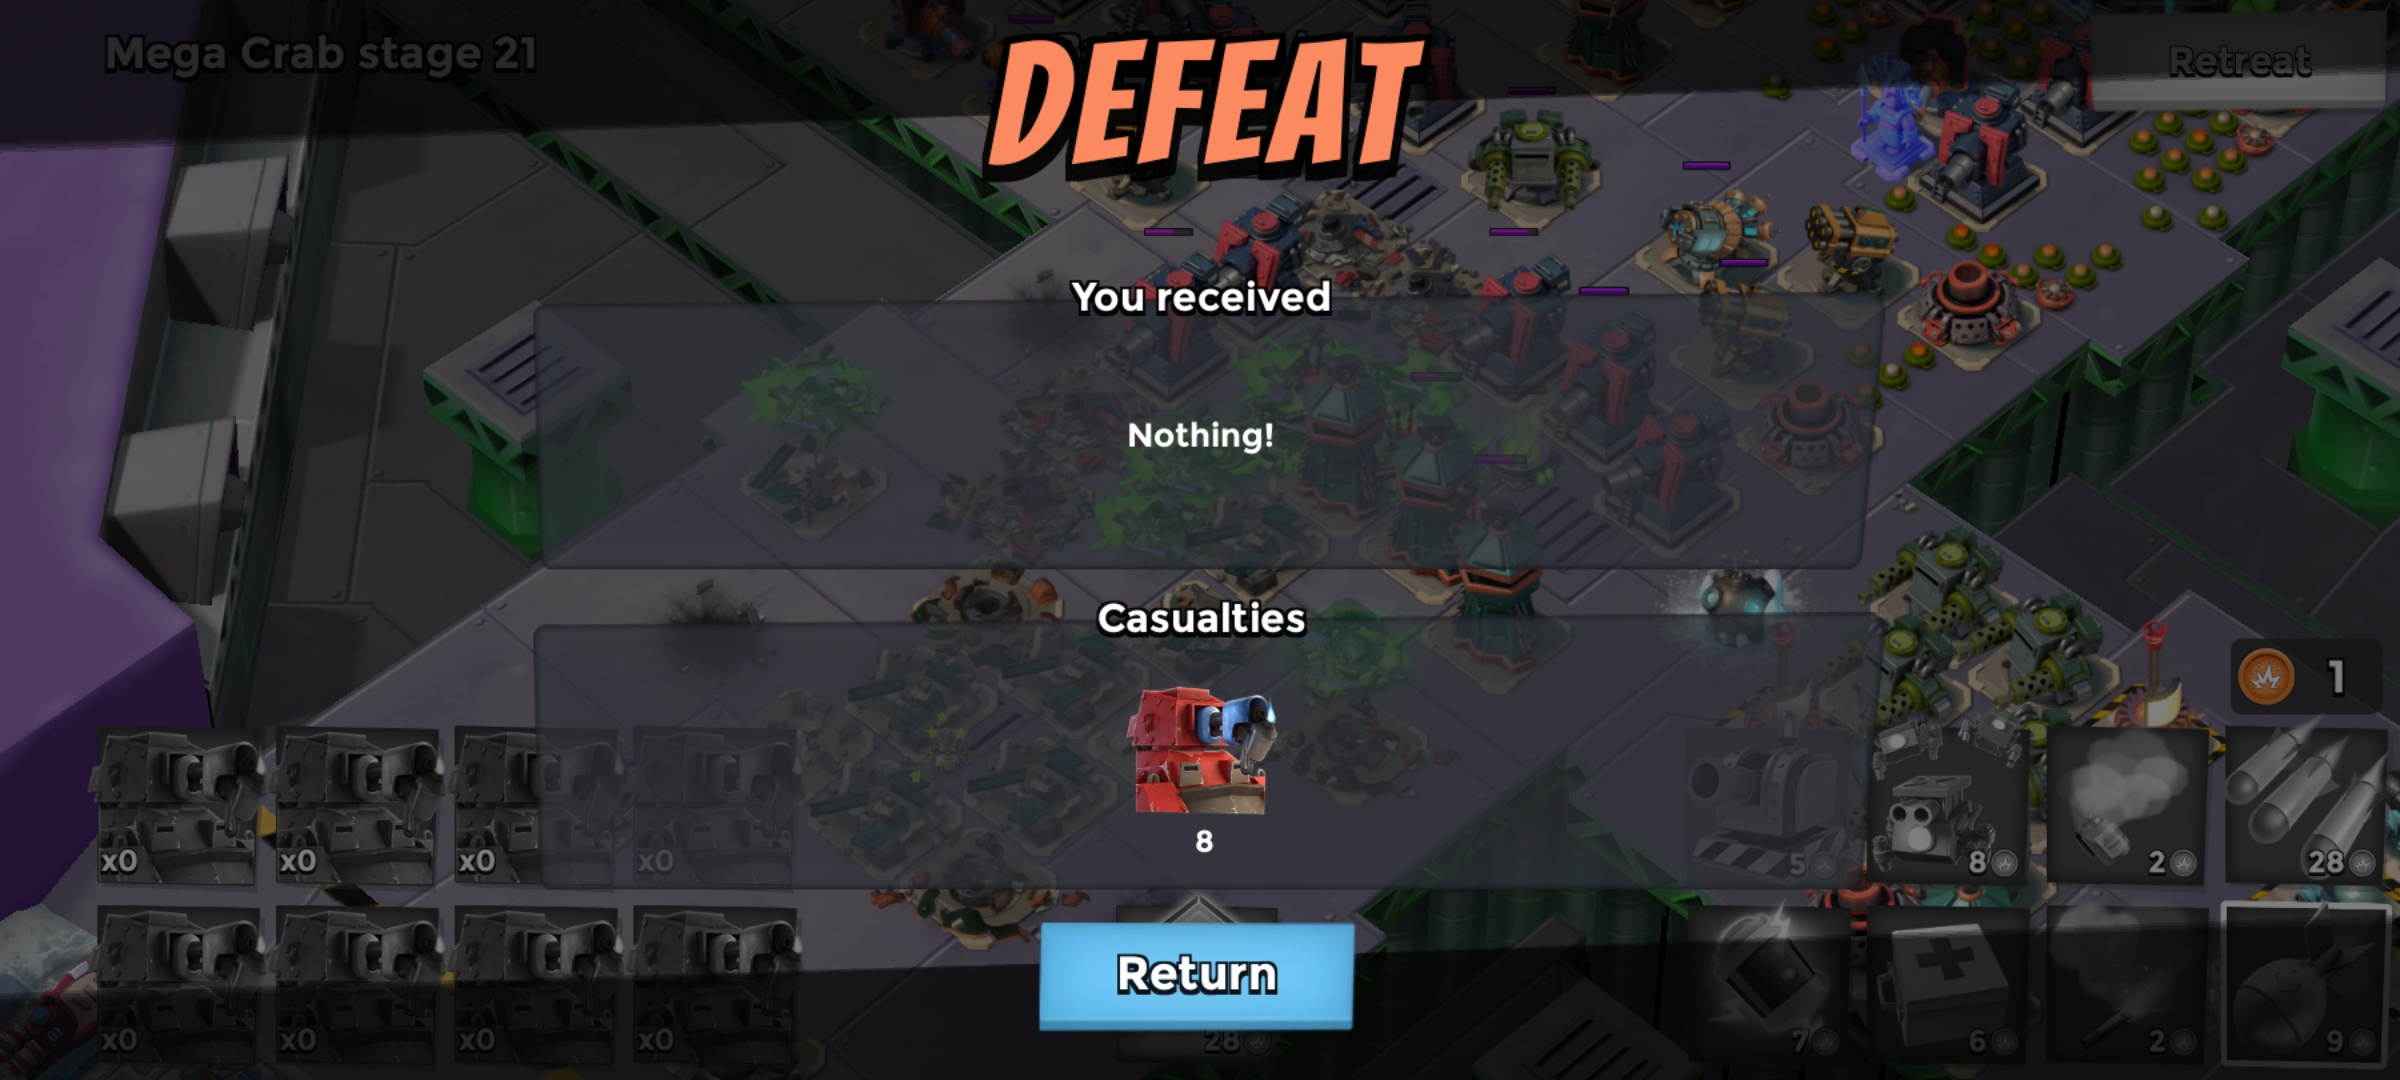 Mega Crab stage 21
DEFEAT
Retreat
You received
Nothing!
Casualties
8
1
x0 x0 x0 x0
5 8 2 28
x0 x0 x0 x0
Return
28
7 6 2 9